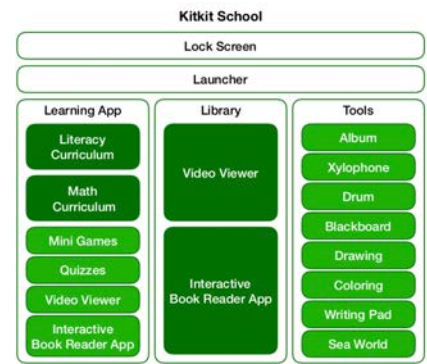 Kitkit School
Lock Screen
Launcher
Learning App
Literacy
Curriculum
Math
Curriculum
Mini Games
Quizzes
Video Viewer
Interactive
Book Reader App
Library
Video Viewer
Interactive
Book Reader App
Tools
Album
Xylophone
Drum
Blackboard
Drawing
Coloring
Writing Pad
Sea World